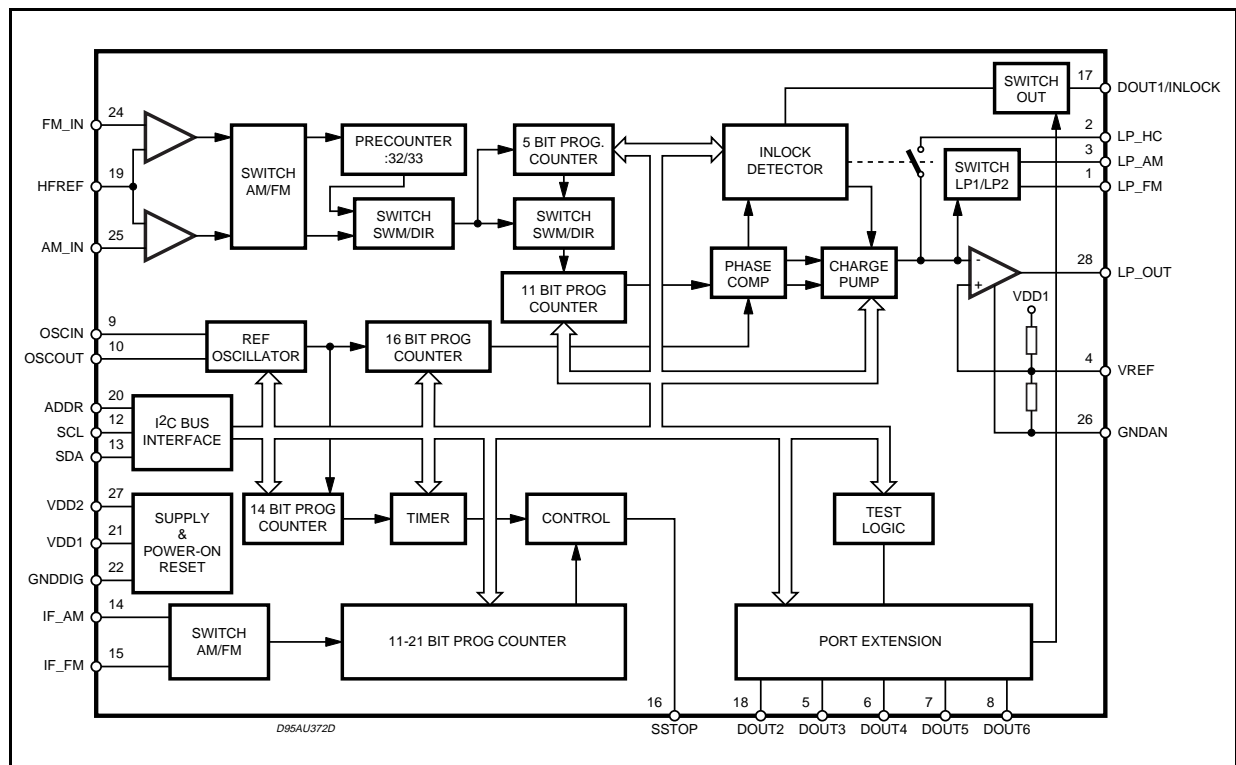 SWITCH
OUT
17
DOUT1/INLOCK
24
FM_IN
2
LP_HC
PRECOUNTER
:32/33
5 BIT PROG.
COUNTER
INLOCK
DETECTOR
3
LP_AM
SWITCH
LP1/LP2
SWITCH
AM/FM
19
HFREF
1
LP_FM
SWITCH
SWM/DIR
SWITCH
SWM/DIR
25
AM_IN
PHASE
COMP
CHARGE
PUMP
-
+
28
LP_OUT
11 BIT PROG
COUNTER
VDD1
9
OSCIN
10
OSCOUT
REF
OSCILLATOR
16 BIT PROG
COUNTER
4
VREF
20
ADDR
12
SCL
13
SDA
I2C BUS
INTERFACE
26
GNDAN
27
VDD2
21
VDD1
22
GNDDIG
SUPPLY
&
POWER-ON
RESET
14 BIT PROG
COUNTER
TIMER
CONTROL
TEST
LOGIC
14
IF_AM
15
IF_FM
SWITCH
AM/FM
11-21 BIT PROG COUNTER
PORT EXTENSION
16
18
5
6
7
8
D95AU372D
SSTOP
DOUT2
DOUT3
DOUT4
DOUT5
DOUT6